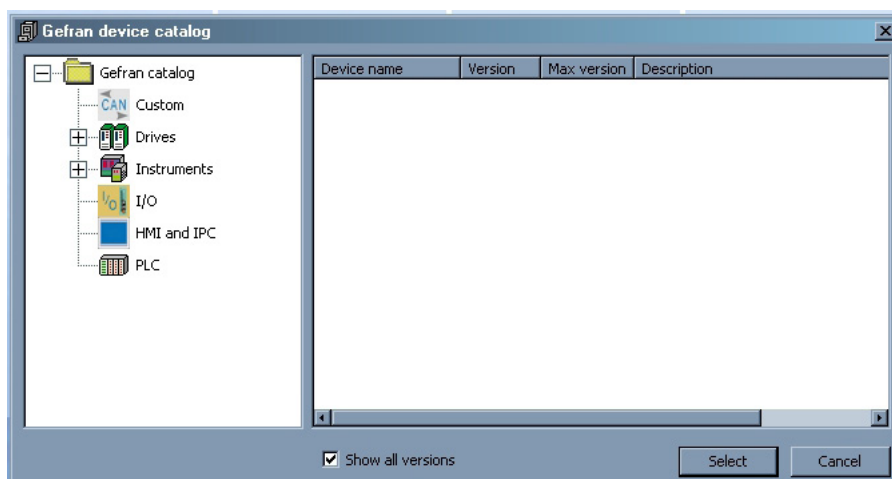 Gefran device catalog
Gefran catalog
CAN Custom
Drives
Instruments
I/O I/O
HMI and IPC
PLC
Device name Version Max version Description
Show all versions
Select Cancel